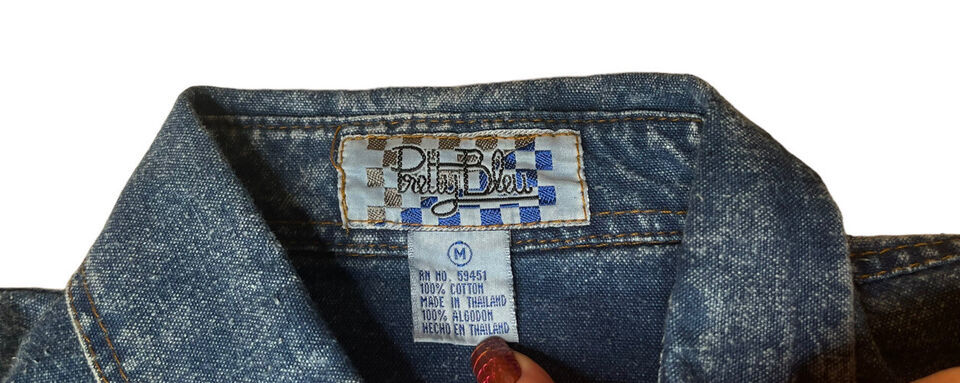 Pretty Bleu
M
RN NO. 59451
100% COTTON
MADE IN THAILAND
100% ALGODON
HECHO EN THAILAND